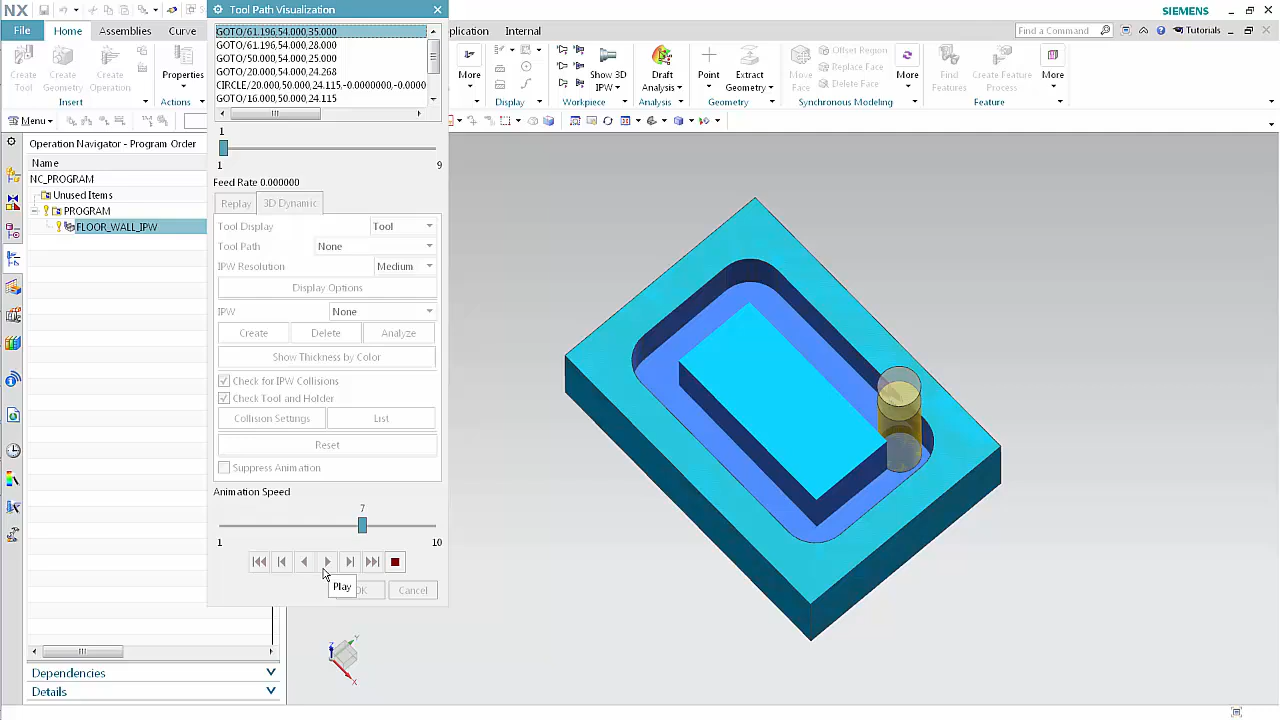 NX
Tool Path Visualization
SIEMENS
File
Home
Assemblies
Curve
lication
Internal
Find a Command
Tutorials
Create Tool
Create Geometry
Create Operation
Properties
Insert
Actions
More
Show 3D IPW
Draft Analysis
Point
Extract Geometry
Move Face
Offset Region
Replace Face
Delete Face
More
Find Features
Create Feature Process
More
Display
Workpiece
Analysis
Geometry
Synchronous Modeling
Feature
Menu
GOTO/61.196,54.000,35.000
GOTO/61.196,54.000,28.000
GOTO/50.000,54.000,25.000
GOTO/20.000,54.000,24.268
CIRCLE/20.000,50.000,24.115-0.0000000,-0.0000
GOTO/16.000,50.000,24.115
1
1
9
Feed Rate 0.000000
Replay
3D Dynamic
Tool Display
Tool
Tool Path
None
IPW Resolution
Medium
Display Options
IPW
None
Create
Delete
Analyze
Show Thickness by Color
Check for IPW Collisions
Check Tool and Holder
Collision Settings
List
Reset
Suppress Animation
Animation Speed
7
1
10
Play
OK
Cancel
Operation Navigator - Program Order
Name
NC_PROGRAM
Unused Items
PROGRAM
FLOOR_WALL_IPW
Dependencies
Details
Z
Y
X